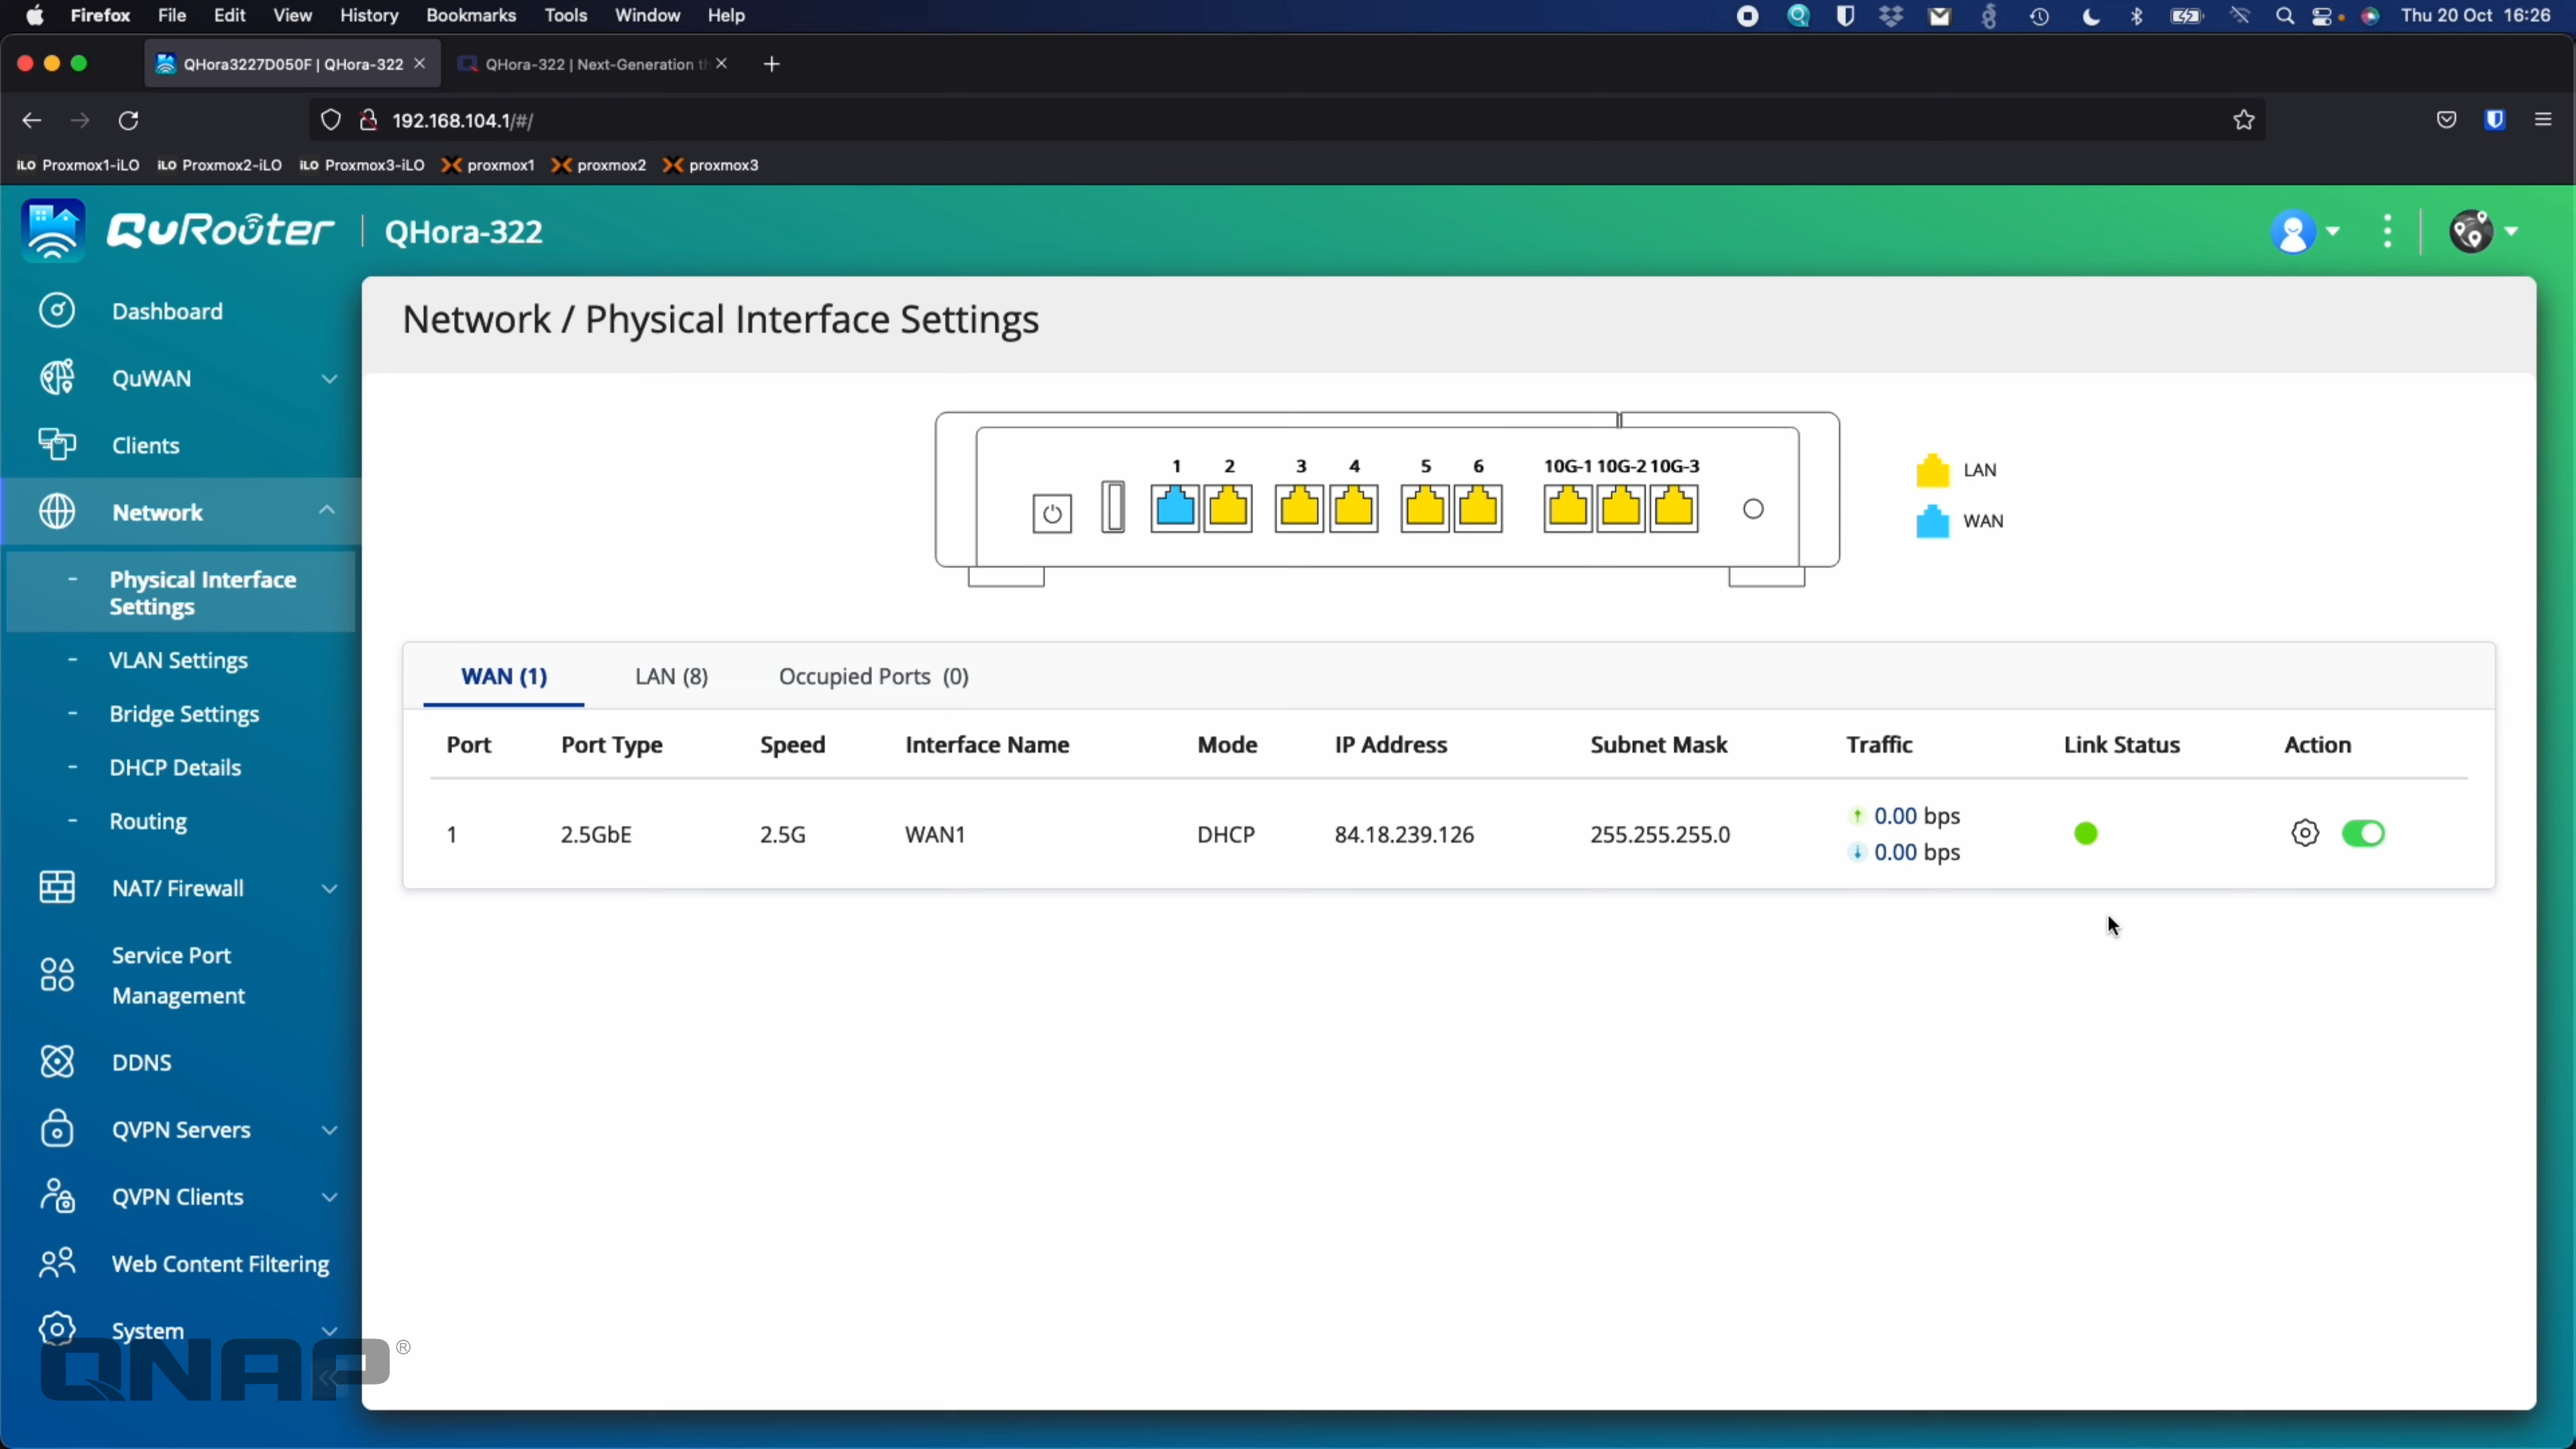 Firefox File Edit View History Bookmarks Tools Window Help Thu 20 Oct 16:26
QHora3227D050F | QHora-322 QHora-322 | Next-Generation th
192.168.104.1/#/
iLO Proxmox1-iLO iLO Proxmox2-iLO iLO Proxmox3-iLO proxmox1 proxmox2 proxmox3
QuRouter QHora-322
Dashboard
QuWAN
Clients
Network
- Physical Interface
Settings
- VLAN Settings
- Bridge Settings
- DHCP Details
- Routing
NAT/ Firewall
Service Port
Management
DDNS
QVPN Servers
QVPN Clients
Web Content Filtering
System
QNAP®
Network / Physical Interface Settings
1 2 3 4 5 6 10G-1 10G-2 10G-3
LAN
WAN
WAN (1) LAN (8) Occupied Ports (0)
Port Port Type Speed Interface Name Mode IP Address Subnet Mask Traffic Link Status Action
1 2.5GbE 2.5G WAN1 DHCP 84.18.239.126 255.255.255.0 0.00 bps
0.00 bps